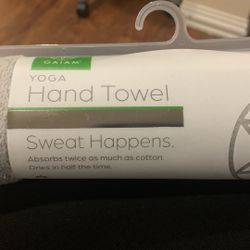 GAIAM
YOGA
Hand Towel
Sweat Happens.
Absorbs twice as much as cotton.
Dries in half the time.